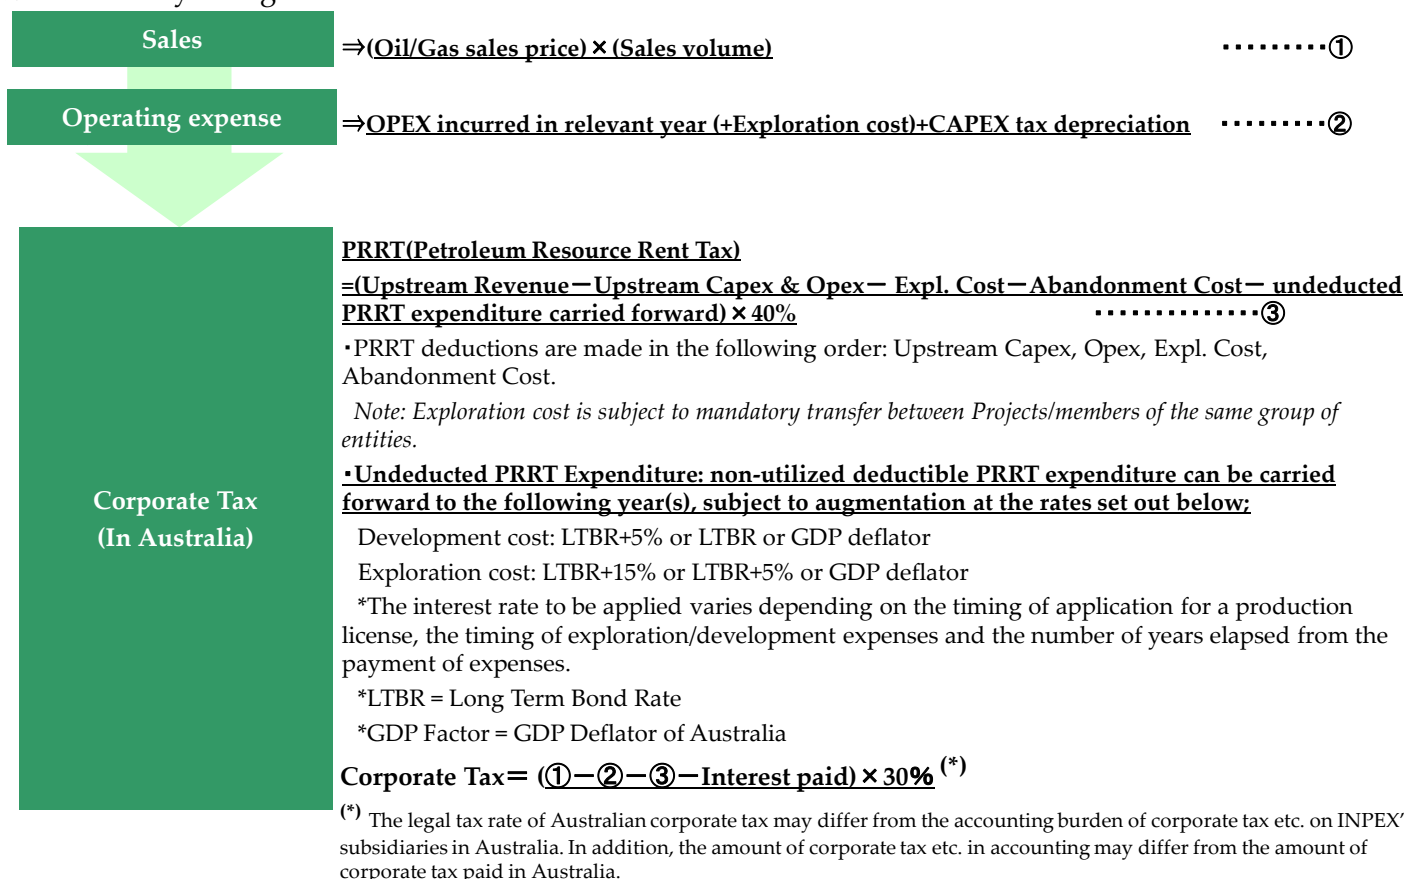 Sales
⇒(Oil/Gas sales price)×(Sales volume) ・・・・・・・・・①
Operating expense
⇒OPEX incurred in relevant year (+Exploration cost)+CAPEX tax depreciation ・・・・・・・・・②
Corporate Tax
(In Australia)
PRRT(Petroleum Resource Rent Tax)
=(Upstream Revenue－Upstream Capex & Opex－ Expl. Cost－Abandonment Cost－ undeducted
PRRT expenditure carried forward)×40% ・・・・・・・・・・・・・・③
・PRRT deductions are made in the following order: Upstream Capex, Opex, Expl. Cost,
Abandonment Cost.
Note: Exploration cost is subject to mandatory transfer between Projects/members of the same group of
entities.
・Undeducted PRRT Expenditure: non-utilized deductible PRRT expenditure can be carried
forward to the following year(s), subject to augmentation at the rates set out below;
Development cost: LTBR+5% or LTBR or GDP deflator
Exploration cost: LTBR+15% or LTBR+5% or GDP deflator
*The interest rate to be applied varies depending on the timing of application for a production
license, the timing of exploration/development expenses and the number of years elapsed from the
payment of expenses.
*LTBR = Long Term Bond Rate
*GDP Factor = GDP Deflator of Australia
Corporate Tax＝ (①－②－③－Interest paid)×30% (*)
(*) The legal tax rate of Australian corporate tax may differ from the accounting burden of corporate tax etc. on INPEX'
subsidiaries in Australia. In addition, the amount of corporate tax etc. in accounting may differ from the amount of
corporate tax paid in Australia.